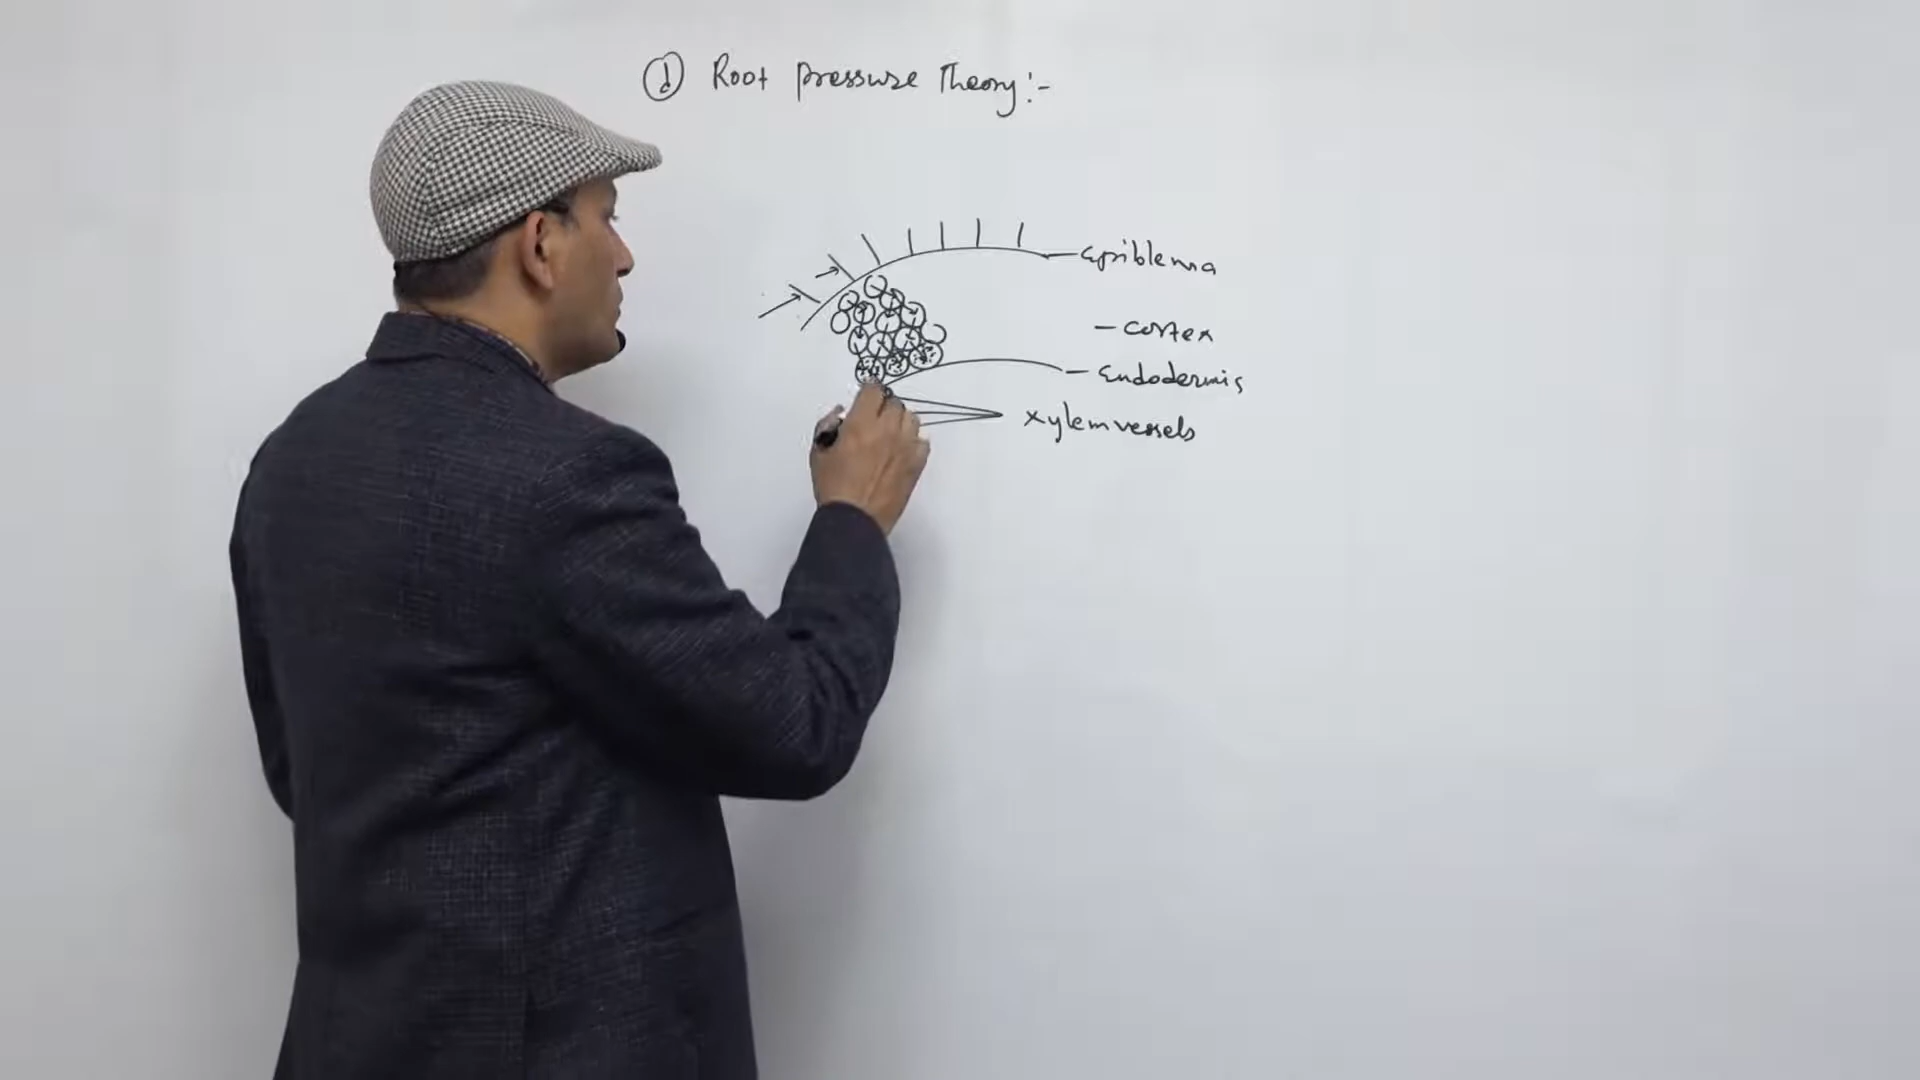 ① Root pressure Theory:-
Epiblema
- Cortex
- Endodermis
xylem vessels